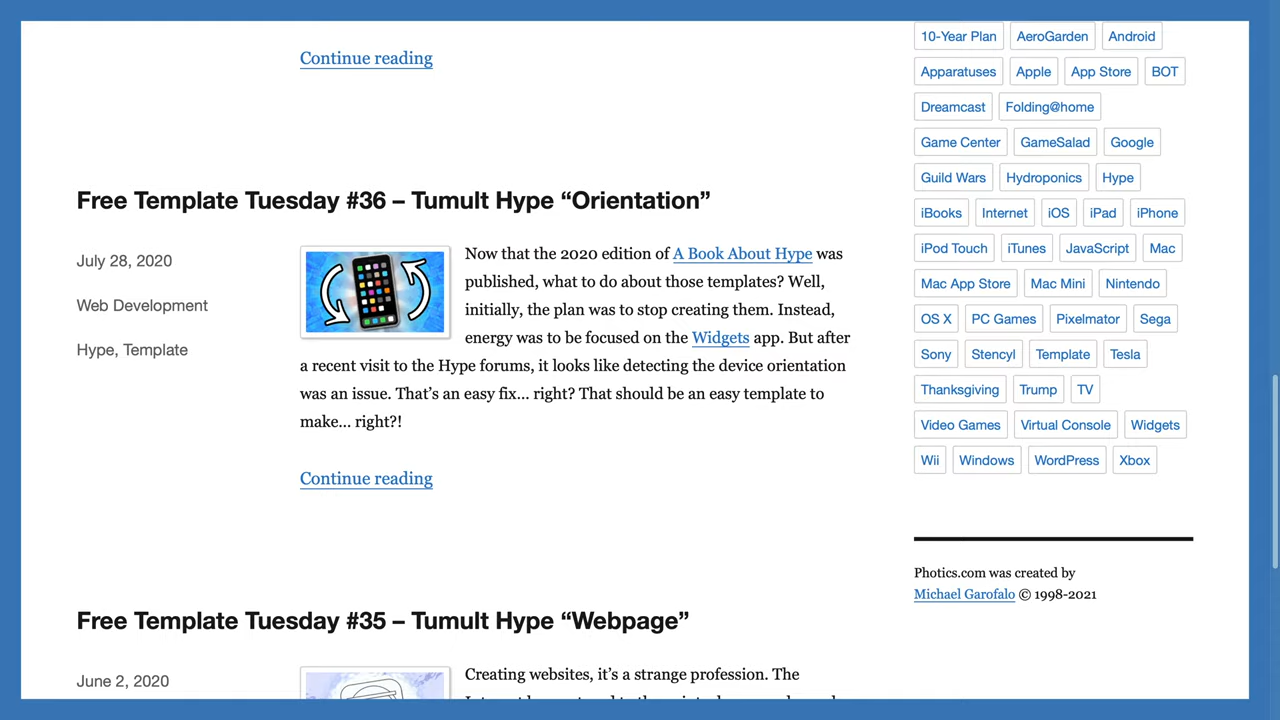 Continue reading
Free Template Tuesday #36 – Tumult Hype “Orientation”
July 28, 2020
Web Development
Hype, Template
Now that the 2020 edition of A Book About Hype was
published, what to do about those templates? Well,
initially, the plan was to stop creating them. Instead,
energy was to be focused on the Widgets app. But after
a recent visit to the Hype forums, it looks like detecting the device orientation
was an issue. That’s an easy fix… right? That should be an easy template to
make… right?!
Continue reading
Free Template Tuesday #35 – Tumult Hype “Webpage”
June 2, 2020
Creating websites, it’s a strange profession. The
10-Year Plan AeroGarden Android
Apparatuses Apple App Store BOT
Dreamcast Folding@home
Game Center GameSalad Google
Guild Wars Hydroponics Hype
iBooks Internet iOS iPad iPhone
iPod Touch iTunes JavaScript Mac
Mac App Store Mac Mini Nintendo
OS X PC Games Pixelmator Sega
Sony Stencyl Template Tesla
Thanksgiving Trump TV
Video Games Virtual Console Widgets
Wii Windows WordPress Xbox
Photics.com was created by
Michael Garofalo © 1998-2021